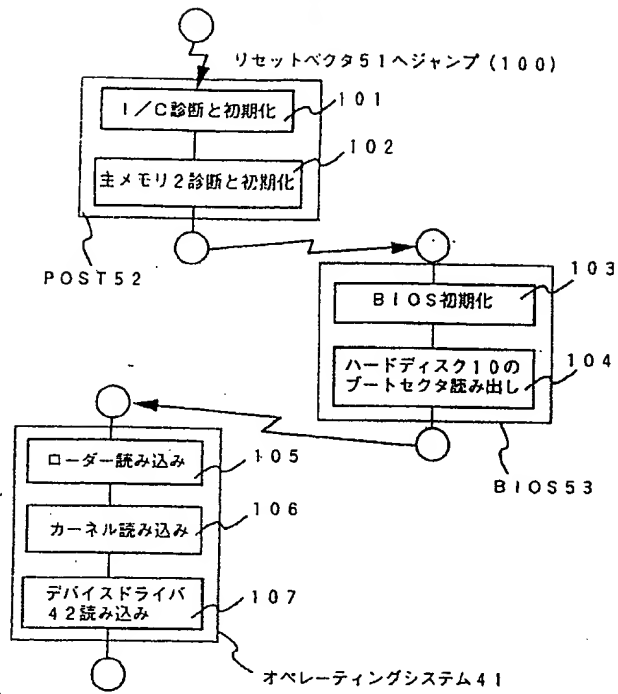 リセットベクタ51へジャンプ(100)
I/C診断と初期化
101
主メモリ2診断と初期化
102
POST52
BIOS初期化
103
ハードディスク10の
ブートセクタ読み出し
104
BIOS53
ローダー読み込み
105
カーネル読み込み
106
デバイスドライバ
42読み込み
107
オペレーティングシステム41